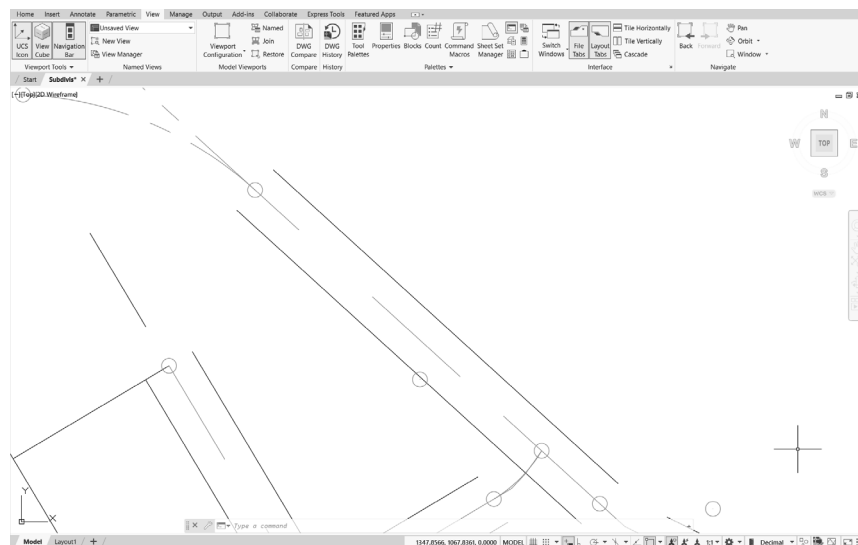 Home Insert Annotate Parametric View Manage Output Add-ins Collaborate Express Tools Featured Apps
Unsaved View
New View
View Manager
UCS Icon
View Cube
Navigation Bar
Viewport Configuration
Named
Join
Restore
DWG Compare
DWG History
Tool Palettes
Properties
Blocks
Count
Command Macros
Sheet Set Manager
Switch Windows
File Tabs
Layout Tabs
Tile Horizontally
Tile Vertically
Cascade
Back
Forward
Pan
Orbit
Window
Viewport Tools Named Views Model Viewports Compare History Palettes Interface Navigate
Start Subdivis*
[-][Top][2D Wireframe]
N
W TOP E
S
WCS
Y
X
Type a command
Model Layout1 1347.8566, 1067.8361, 0.0000 MODEL 1:1 Decimal